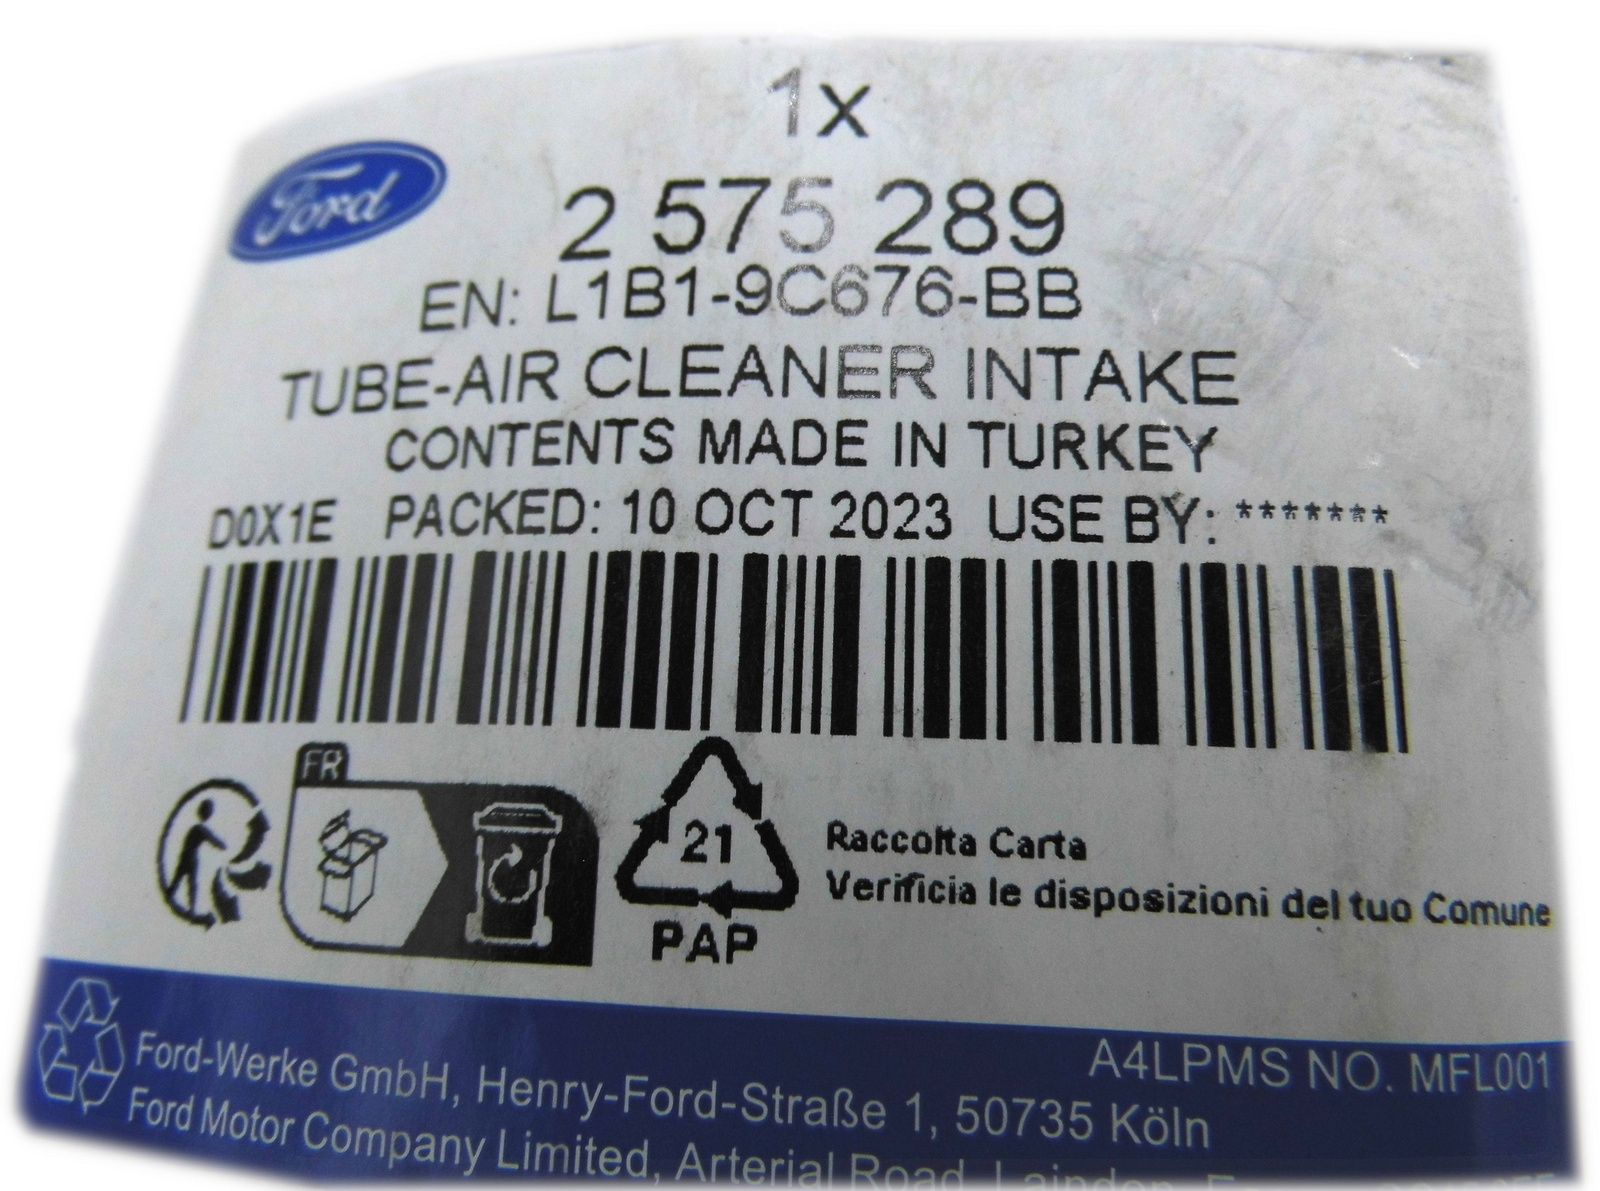 1x
Ford
2 575 289
EN: L1B1-9C676-BB
TUBE-AIR CLEANER INTAKE
CONTENTS MADE IN TURKEY
D0X1E PACKED: 10 OCT 2023 USE BY: *******
FR
21
PAP
Raccolta Carta
Verificia le disposizioni del tuo Comune
A4LPMS NO. MFL001
Ford-Werke GmbH, Henry-Ford-Straße 1, 50735 Köln
Ford Motor Company Limited, Arterial Road, Laindon,